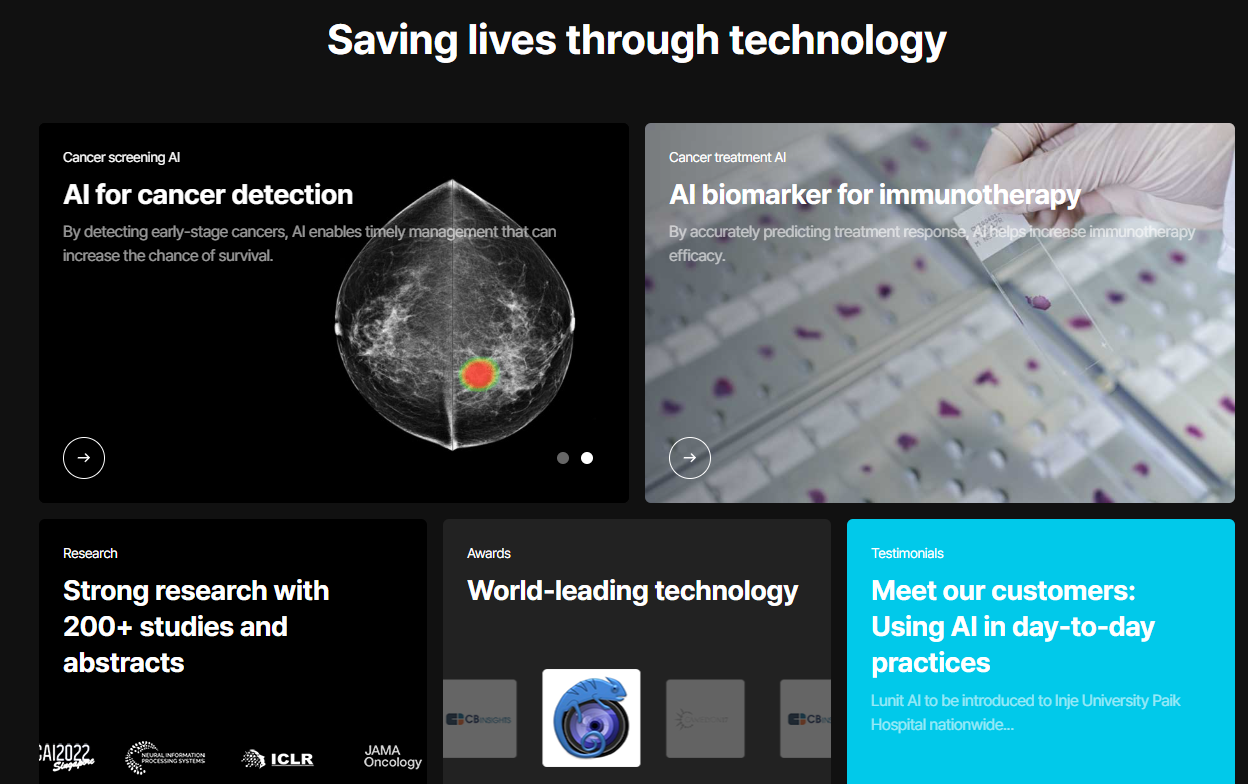 Saving lives through technology
Cancer screening AI
AI for cancer detection
By detecting early-stage cancers, AI enables timely management that can
increase the chance of survival.
Cancer treatment AI
AI biomarker for immunotherapy
By accurately predicting treatment response, AI helps increase immunotherapy
efficacy.
Research
Strong research with
200+ studies and
abstracts
CAI2022
Singapore
NEURAL INFORMATION
PROCESSING SYSTEMS
ICLR
JAMA
Oncology
Awards
World-leading technology
CBINSIGHTS
CBIN
Testimonials
Meet our customers:
Using AI in day-to-day
practices
Lunit AI to be introduced to Inje University Paik
Hospital nationwide...